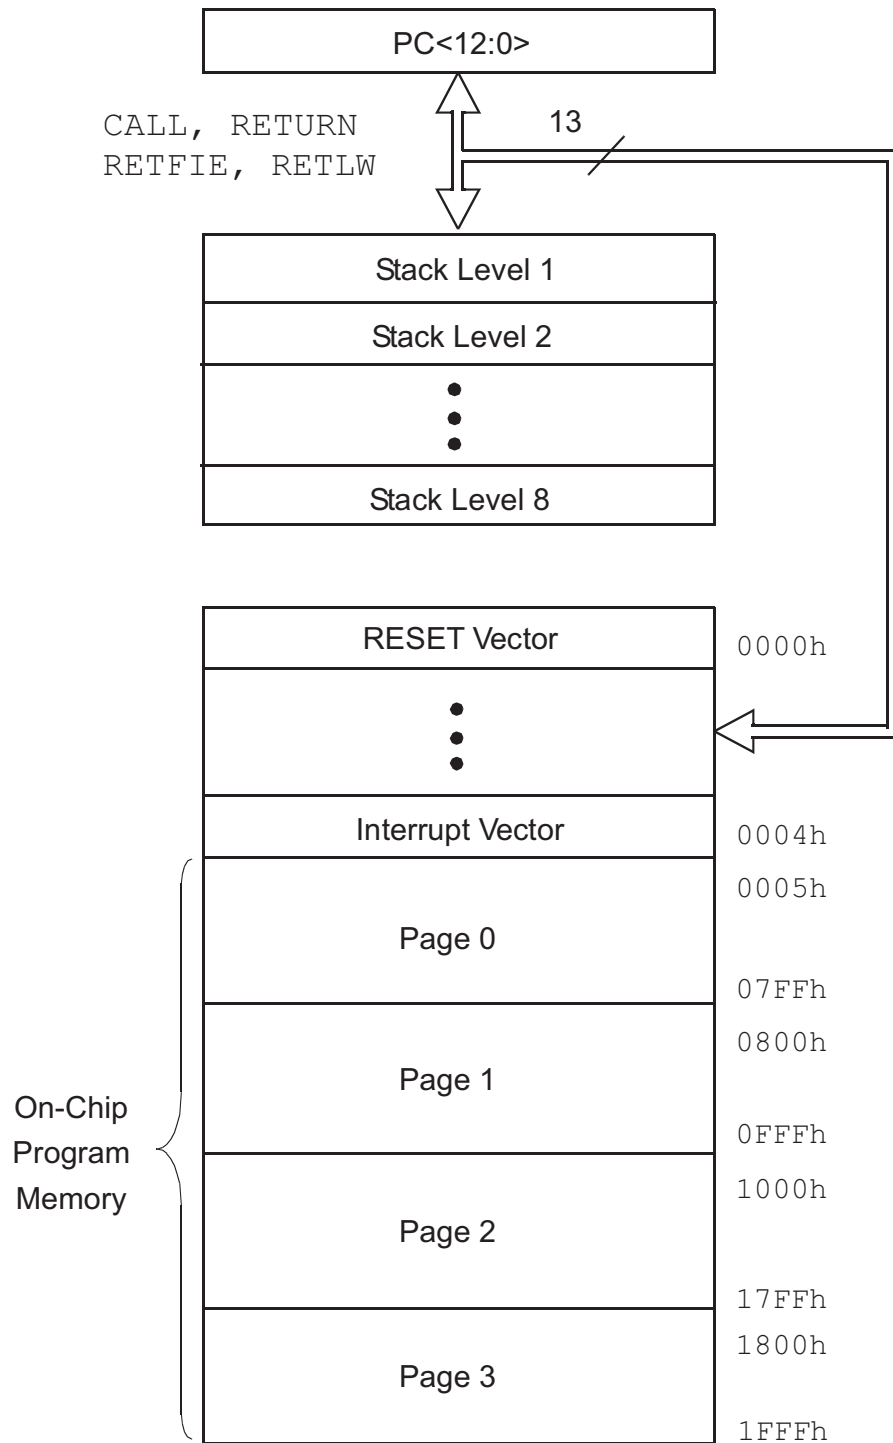 PC<12:0>
CALL, RETURN
RETFIE, RETLW
13
Stack Level 1
Stack Level 2
Stack Level 8
RESET Vector
0000h
Interrupt Vector
0004h
0005h
Page 0
07FFh
0800h
Page 1
0FFFh
On-Chip
Program
Memory
1000h
Page 2
17FFh
1800h
Page 3
1FFFh